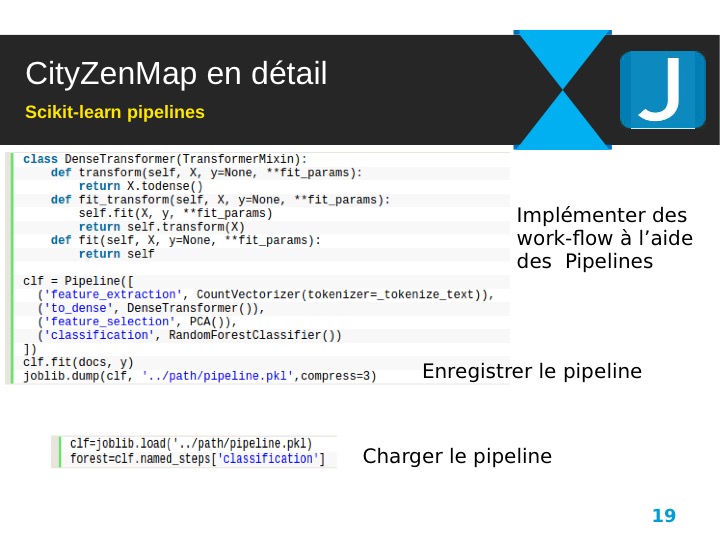 CityZenMap en détail
Scikit-learn pipelines
J
class DenseTransformer(TransformerMixin):
    def transform(self, X, y=None, **fit_params):
        return X.todense()
    def fit_transform(self, X, y=None, **fit_params):
        self.fit(X, y, **fit_params)
        return self.transform(X)
    def fit(self, X, y=None, **fit_params):
        return self
clf = Pipeline([
  ('feature_extraction', CountVectorizer(tokenizer=_tokenize_text)),
  ('to_dense', DenseTransformer()),
  ('feature_selection', PCA()),
  ('classification', RandomForestClassifier())
])
clf.fit(docs, y)
joblib.dump(clf, '../path/pipeline.pkl',compress=3)
Implémenter des
work-flow à l’aide
des  Pipelines
Enregistrer le pipeline
clf=joblib.load('../path/pipeline.pkl)
forest=clf.named_steps['classification']
Charger le pipeline
19